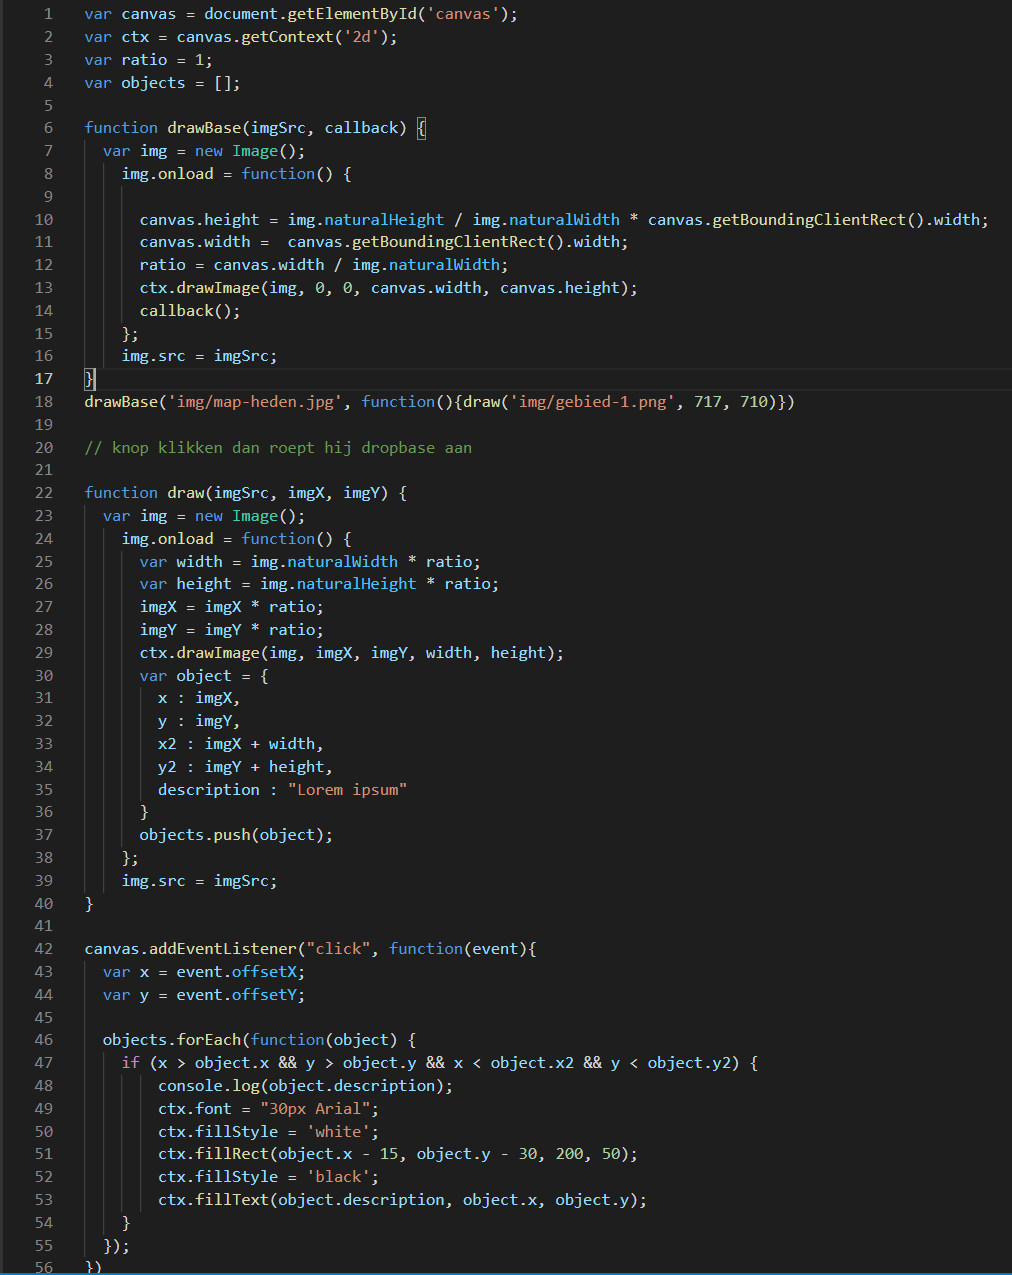 1 var canvas = document.getElementById('canvas');
2 var ctx = canvas.getContext('2d');
3 var ratio = 1;
4 var objects = [];
5
6 function drawBase(imgSrc, callback) {
7 var img = new Image();
8 img.onload = function() {
9
10 canvas.height = img.naturalHeight / img.naturalWidth * canvas.getBoundingClientRect().width;
11 canvas.width =  canvas.getBoundingClientRect().width;
12 ratio = canvas.width / img.naturalWidth;
13 ctx.drawImage(img, 0, 0, canvas.width, canvas.height);
14 callback();
15 };
16 img.src = imgSrc;
17 }
18 drawBase('img/map-heden.jpg', function(){draw('img/gebied-1.png', 717, 710)})
19
20 // knop klikken dan roept hij dropbase aan
21
22 function draw(imgSrc, imgX, imgY) {
23 var img = new Image();
24 img.onload = function() {
25 var width = img.naturalWidth * ratio;
26 var height = img.naturalHeight * ratio;
27 imgX = imgX * ratio;
28 imgY = imgY * ratio;
29 ctx.drawImage(img, imgX, imgY, width, height);
30 var object = {
31 x : imgX,
32 y : imgY,
33 x2 : imgX + width,
34 y2 : imgY + height,
35 description : "Lorem ipsum"
36 }
37 objects.push(object);
38 };
39 img.src = imgSrc;
40 }
41
42 canvas.addEventListener("click", function(event){
43 var x = event.offsetX;
44 var y = event.offsetY;
45
46 objects.forEach(function(object) {
47 if (x > object.x && y > object.y && x < object.x2 && y < object.y2) {
48 console.log(object.description);
49 ctx.font = "30px Arial";
50 ctx.fillStyle = 'white';
51 ctx.fillRect(object.x - 15, object.y - 30, 200, 50);
52 ctx.fillStyle = 'black';
53 ctx.fillText(object.description, object.x, object.y);
54 }
55 });
56 })